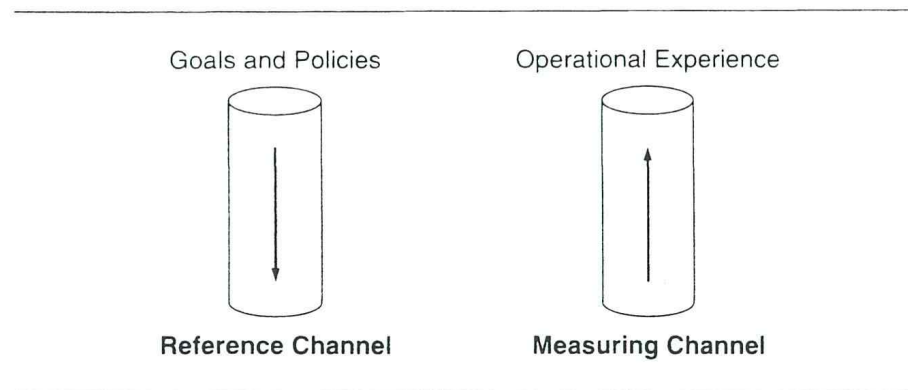 Goals and Policies
Operational Experience
Reference Channel
Measuring Channel